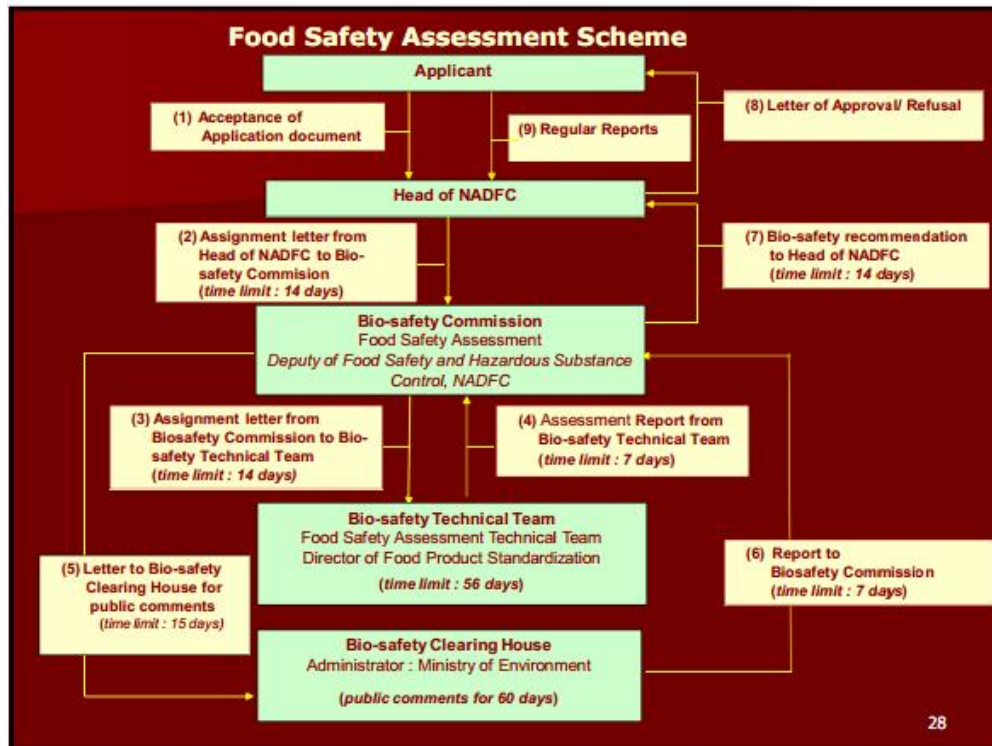 Food Safety Assessment Scheme
Applicant
(1) Acceptance of
Application document
(9) Regular Reports
(8) Letter of Approval/ Refusal
Head of NADFC
(2) Assignment letter from
Head of NADFC to Bio-
safety Commision
(time limit : 14 days)
(7) Bio-safety recommendation
to Head of NADFC
(time limit : 14 days)
Bio-safety Commission
Food Safety Assessment
Deputy of Food Safety and Hazardous Substance
Control, NADFC
(3) Assignment letter from
Biosafety Commission to Bio-
safety Technical Team
(time limit : 14 days)
(4) Assessment Report from
Bio-safety Technical Team
(time limit : 7 days)
Bio-safety Technical Team
Food Safety Assessment Technical Team
Director of Food Product Standardization
(time limit : 56 days)
(5) Letter to Bio-safety
Clearing House for
public comments
(time limit : 15 days)
(6) Report to
Biosafety Commission
(time limit : 7 days)
Bio-safety Clearing House
Administrator : Ministry of Environment
(public comments for 60 days)
28